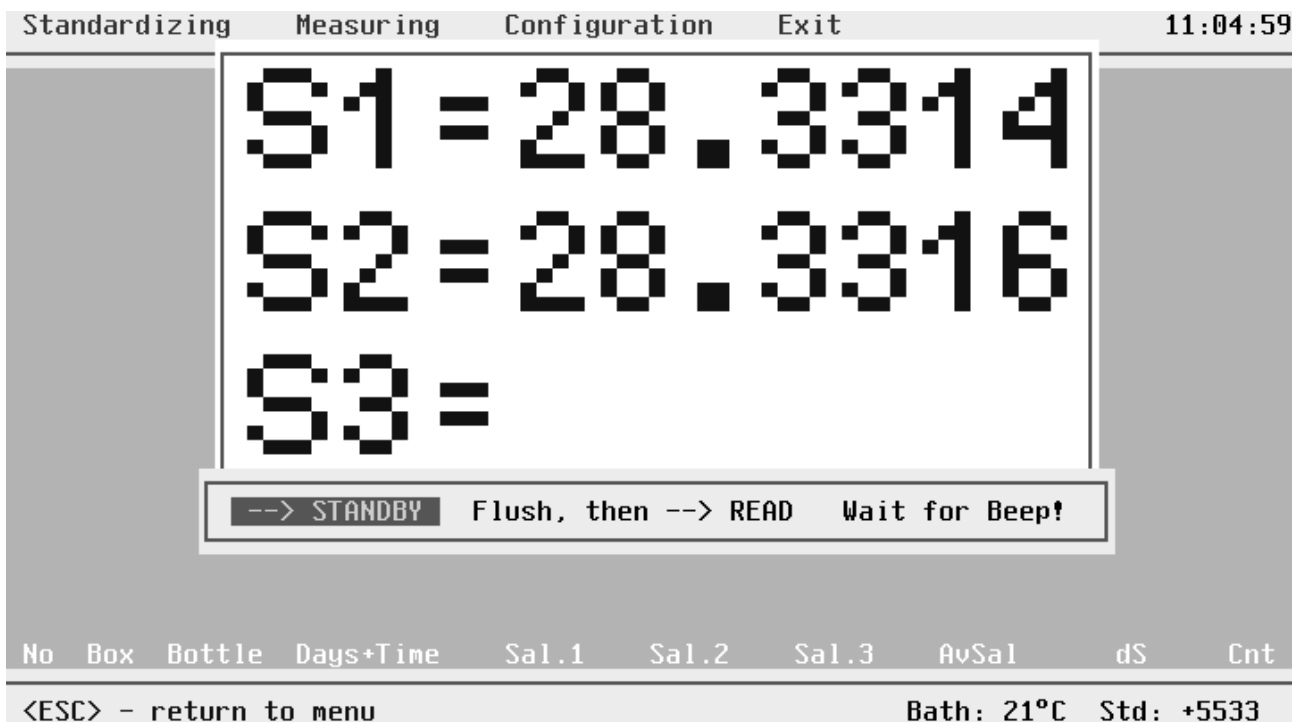 Standardizing Measuring Configuration Exit 11:04:59
S1=28.3314
S2=28.3316
S3=
--> STANDBY Flush, then --> READ Wait for Beep!
No Box Bottle Days+Time Sal.1 Sal.2 Sal.3 AvSal dS Cnt
<ESC> - return to menu Bath: 21°C Std: +5533